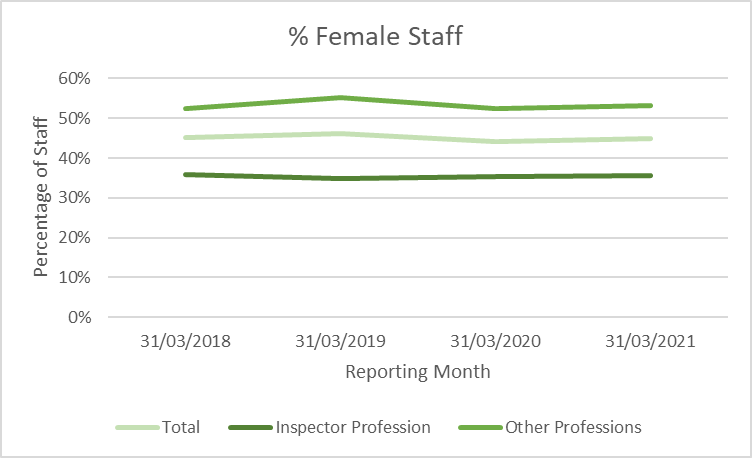 % Female Staff
60%
50%
40%
30%
20%
10%
0%
Percentage of Staff
31/03/2018 31/03/2019 31/03/2020 31/03/2021
Reporting Month
Total Inspector Profession Other Professions